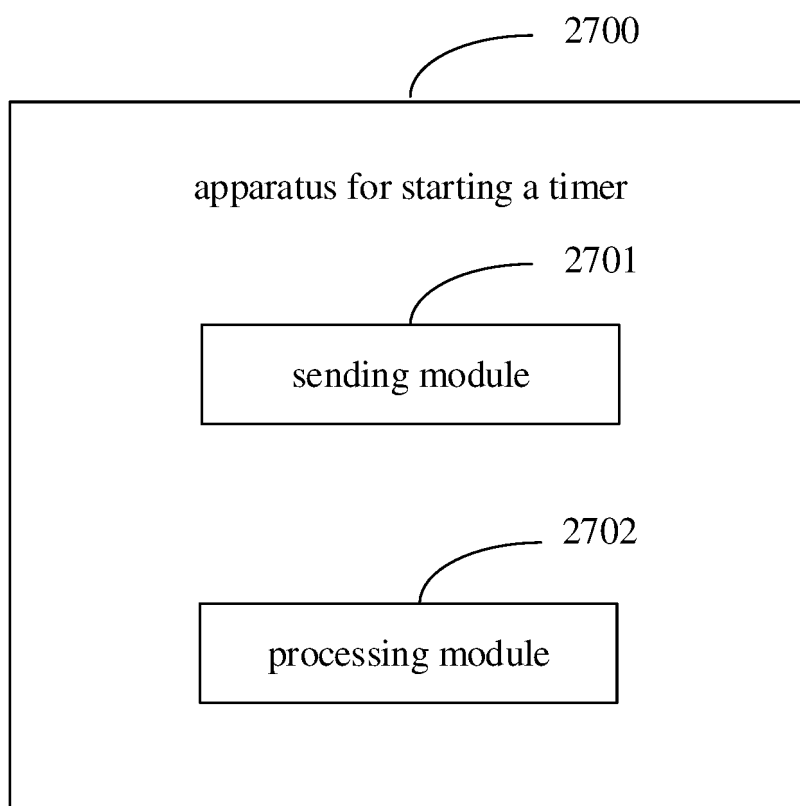 2700
apparatus for starting a timer
2701
sending module
2702
processing module